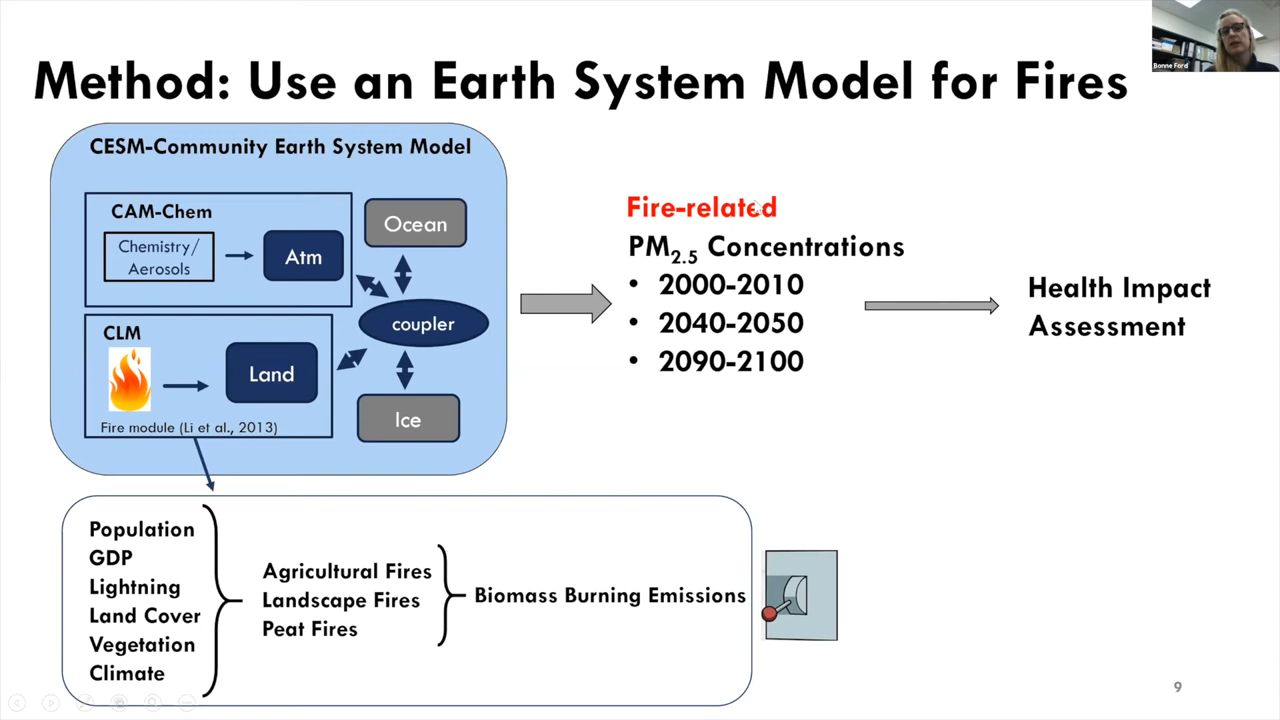 Method: Use an Earth System Model for Fires
Bonne Ford
CESM-Community Earth System Model
CAM-Chem
Chemistry/
Aerosols
Atm
Ocean
coupler
CLM
Land
Ice
Fire module (Li et al., 2013)
Fire-related
PM2.5 Concentrations
• 2000-2010
• 2040-2050
• 2090-2100
Health Impact
Assessment
Population
GDP
Lightning
Land Cover
Vegetation
Climate
Agricultural Fires
Landscape Fires
Peat Fires
Biomass Burning Emissions
9